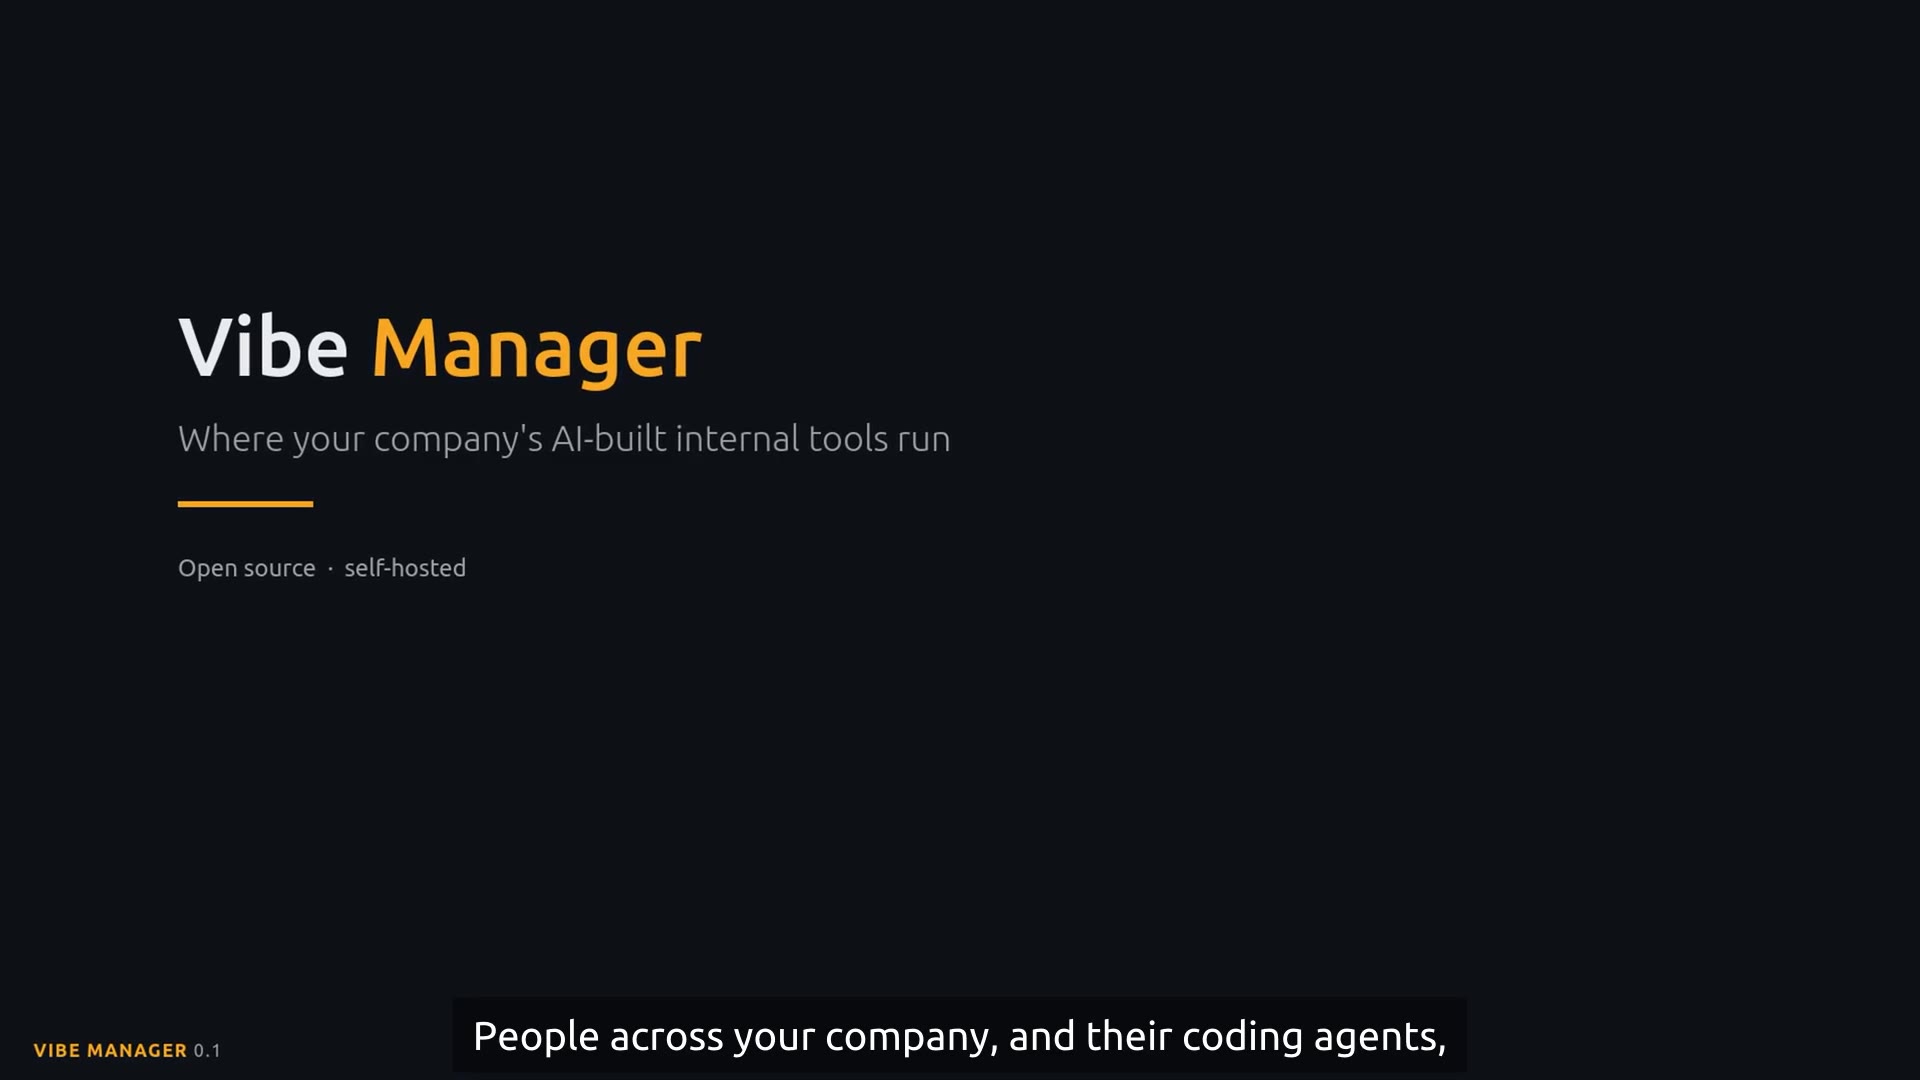 Vibe Manager
Where your company's AI-built internal tools run
Open source · self-hosted
People across your company, and their coding agents,
VIBE MANAGER 0.1